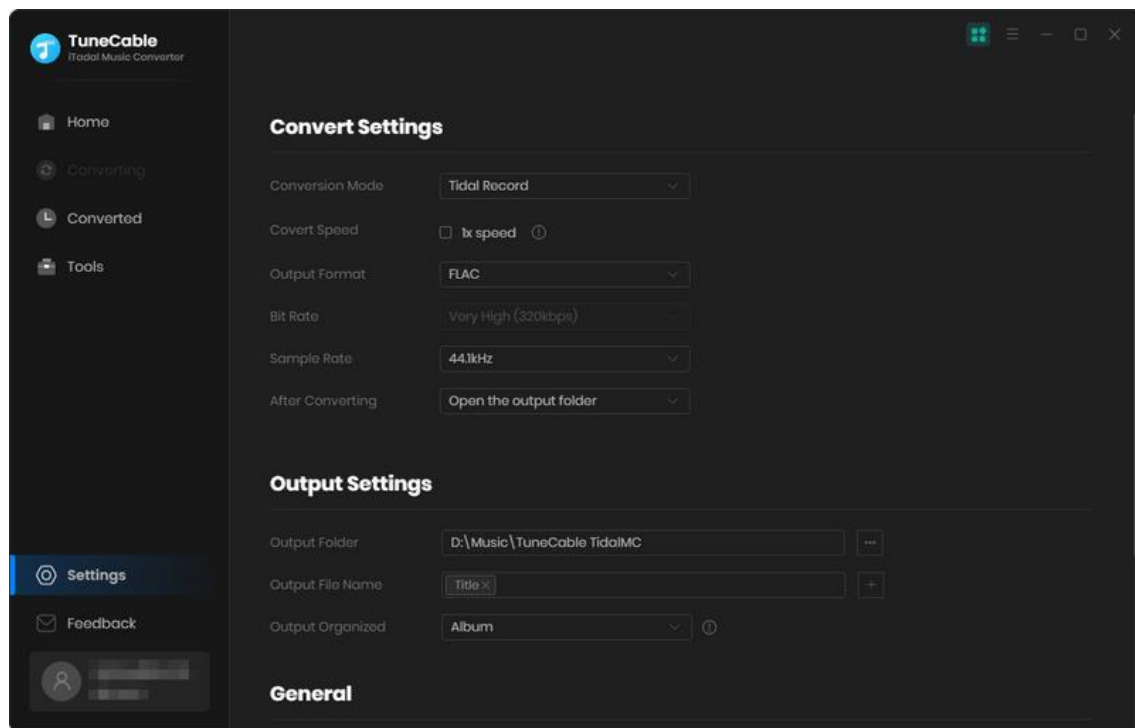 TuneCable
iTadal Music Converter
Home
Converting
Converted
Tools
Settings
Feedback
Convert Settings
Conversion Mode
Tidal Record
Covert Speed
1x speed
Output Format
FLAC
Bit Rate
Very High (320kbps)
Sample Rate
44.1kHz
After Converting
Open the output folder
Output Settings
Output Folder
D:\Music\TuneCable TidalMC
...
Output File Name
Title ×
+
Output Organized
Album
General